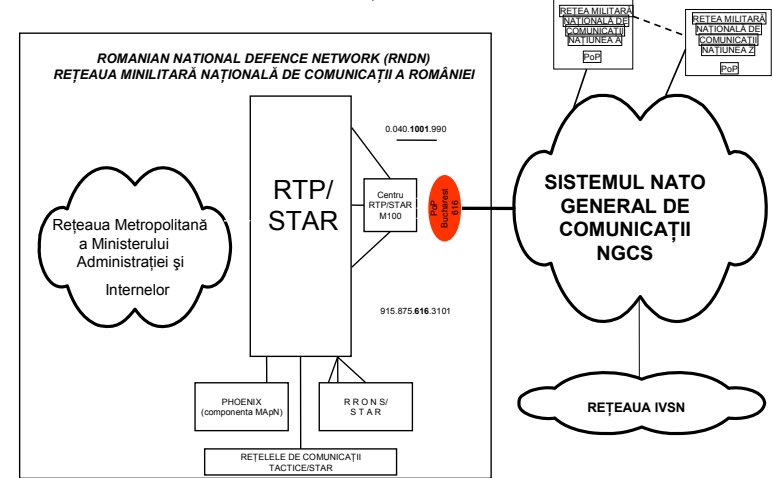 REȚEA MILITARĂ
NAȚIONALĂ DE
COMUNICAȚII
NAȚIUNEA A
PoP
REȚEA MILITARĂ
NAȚIONALĂ DE
COMUNICAȚII
NAȚIUNEA Z
PoP
ROMANIAN NATIONAL DEFENCE NETWORK (RNDN)
REȚEAUA MINILITARĂ NAȚIONALĂ DE COMUNICAȚII A ROMÂNIEI
0.040.1001.990
RTP/
STAR
Centru
RTP/STAR
M100
PoP
Bucharest
616
SISTEMUL NATO
GENERAL DE
COMUNICAȚII
NGCS
Rețeaua Metropolitană
a Ministerului
Administrației şi
Internelor
915.875.616.3101
PHOENIX
(componenta MApN)
R R O N S/
S T A R
REȚEAUA IVSN
REȚELELE DE COMUNICAȚII
TACTICE/STAR